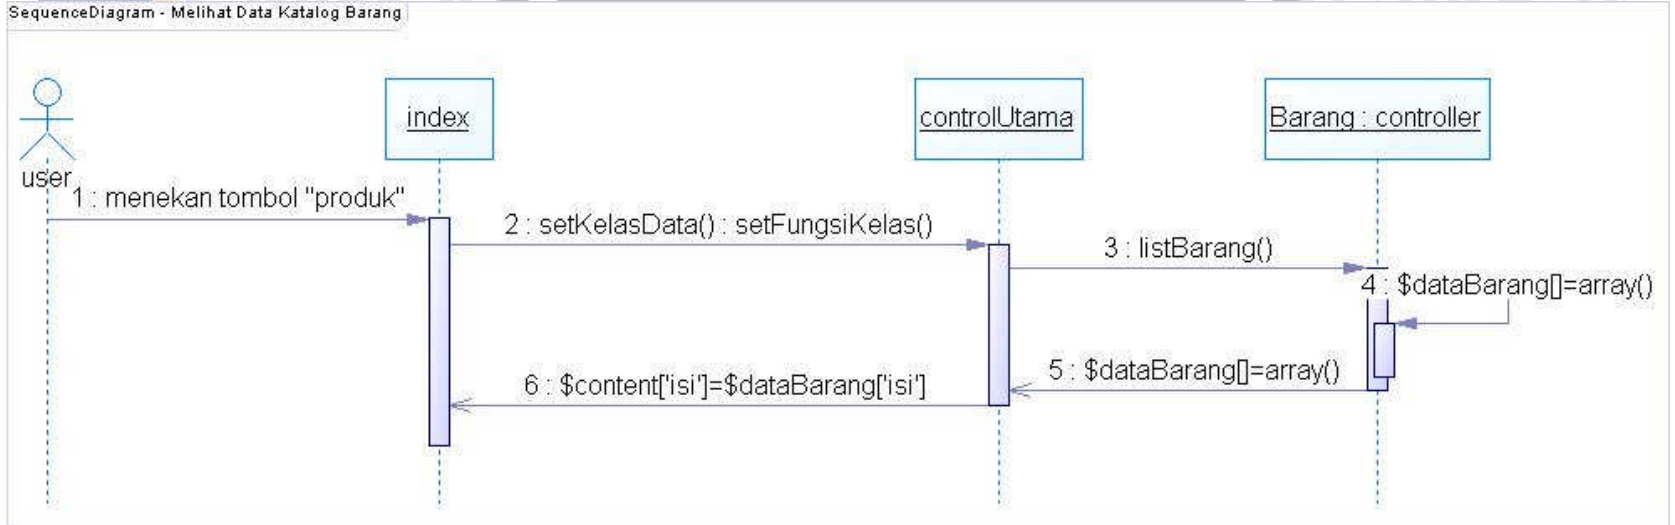 SequenceDiagram - Melihat Data Katalog Barang
index
controlUtama
Barang : controller
user
1 : menekan tombol "produk"
2 : setKelasData() : setFungsiKelas()
3 : listBarang()
4 : $dataBarang[]=array()
5 : $dataBarang[]=array()
6 : $content['isi']=$dataBarang['isi']